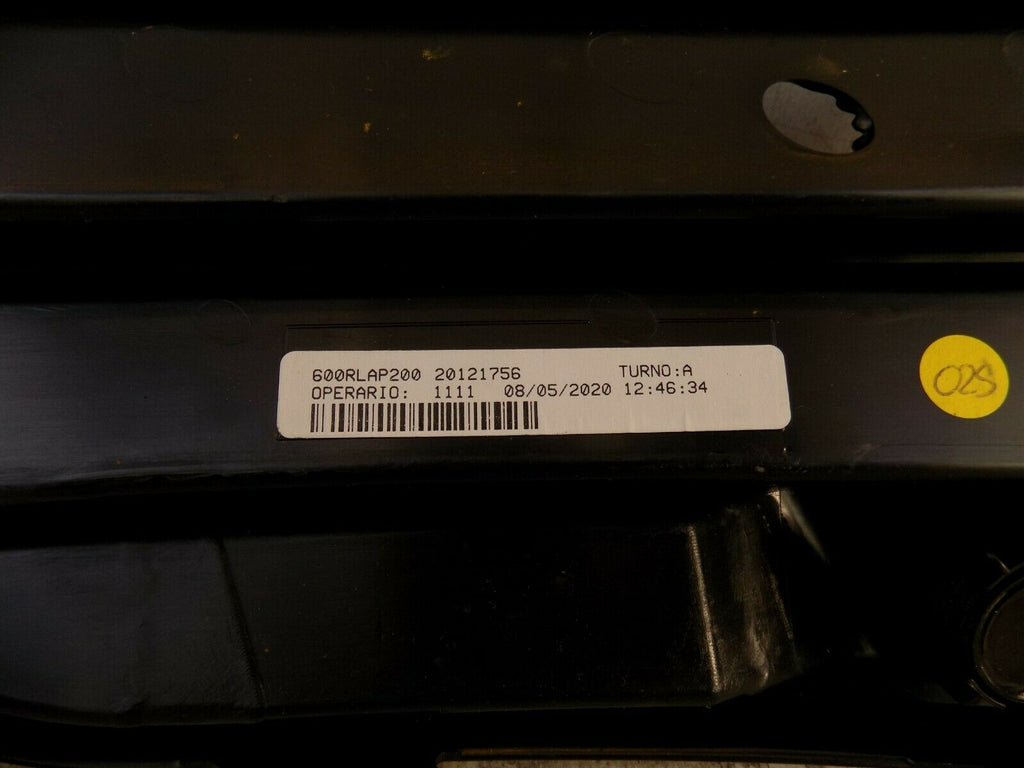 600RLAP200 20121756 TURNO:A
OPERARIO: 1111 08/05/2020 12:46:34
02S